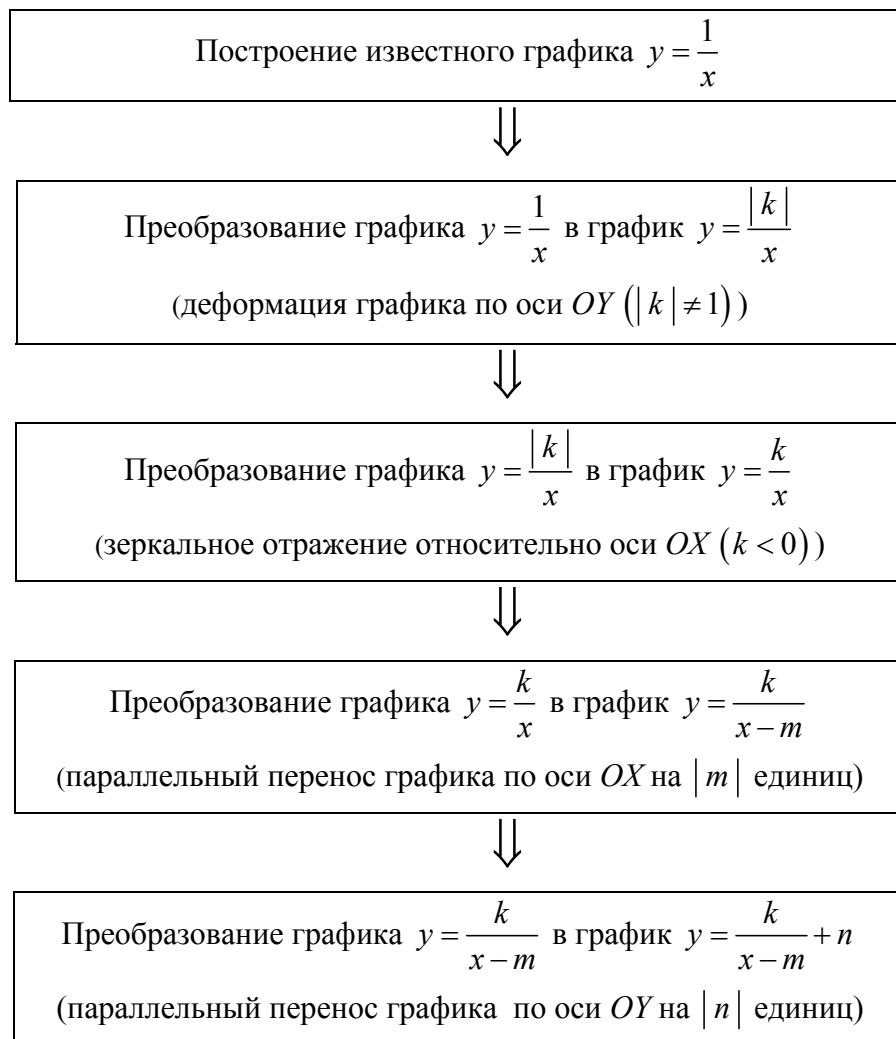 Построение известного графика y = 1/x
⇓
Преобразование графика y = 1/x в график y = |k|/x
(деформация графика по оси OY (|k| ≠ 1))
⇓
Преобразование графика y = |k|/x в график y = k/x
(зеркальное отражение относительно оси OX (k < 0))
⇓
Преобразование графика y = k/x в график y = k/(x − m)
(параллельный перенос графика по оси OX на |m| единиц)
⇓
Преобразование графика y = k/(x − m) в график y = k/(x − m) + n
(параллельный перенос графика по оси OY на |n| единиц)